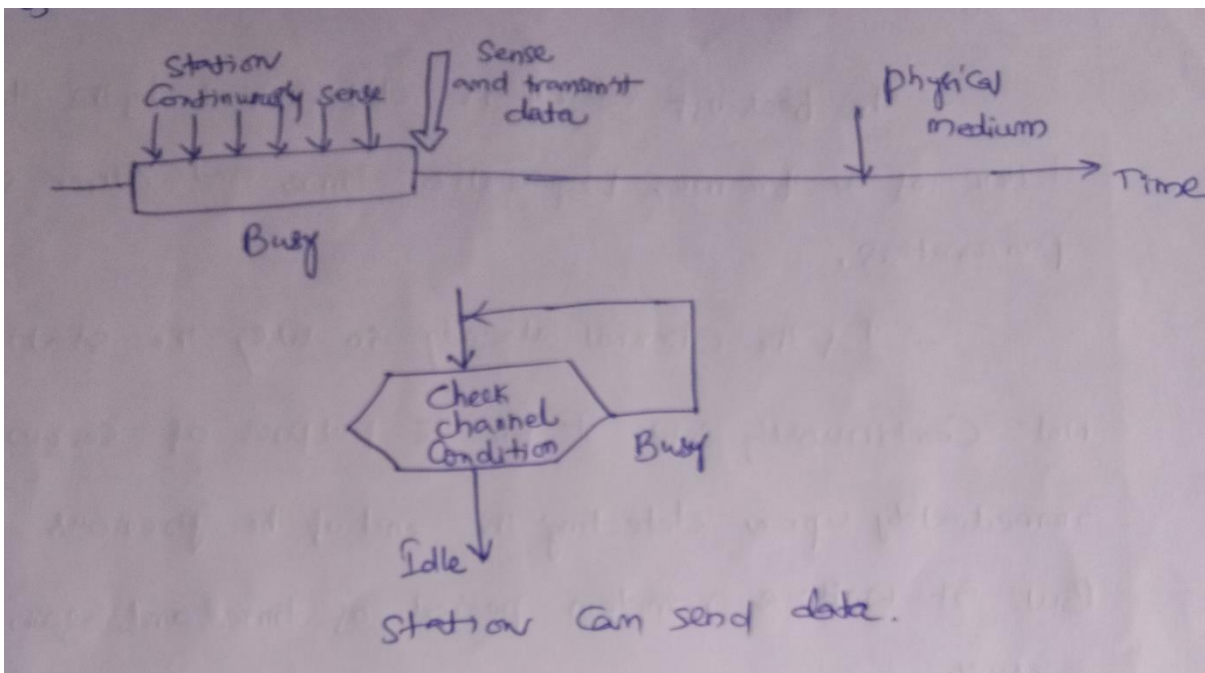 Station
Continuously sense
Sense
and transmit
data
physical
medium
Time
Busy
Check
channel
Condition
Busy
Idle
Station Can send data.